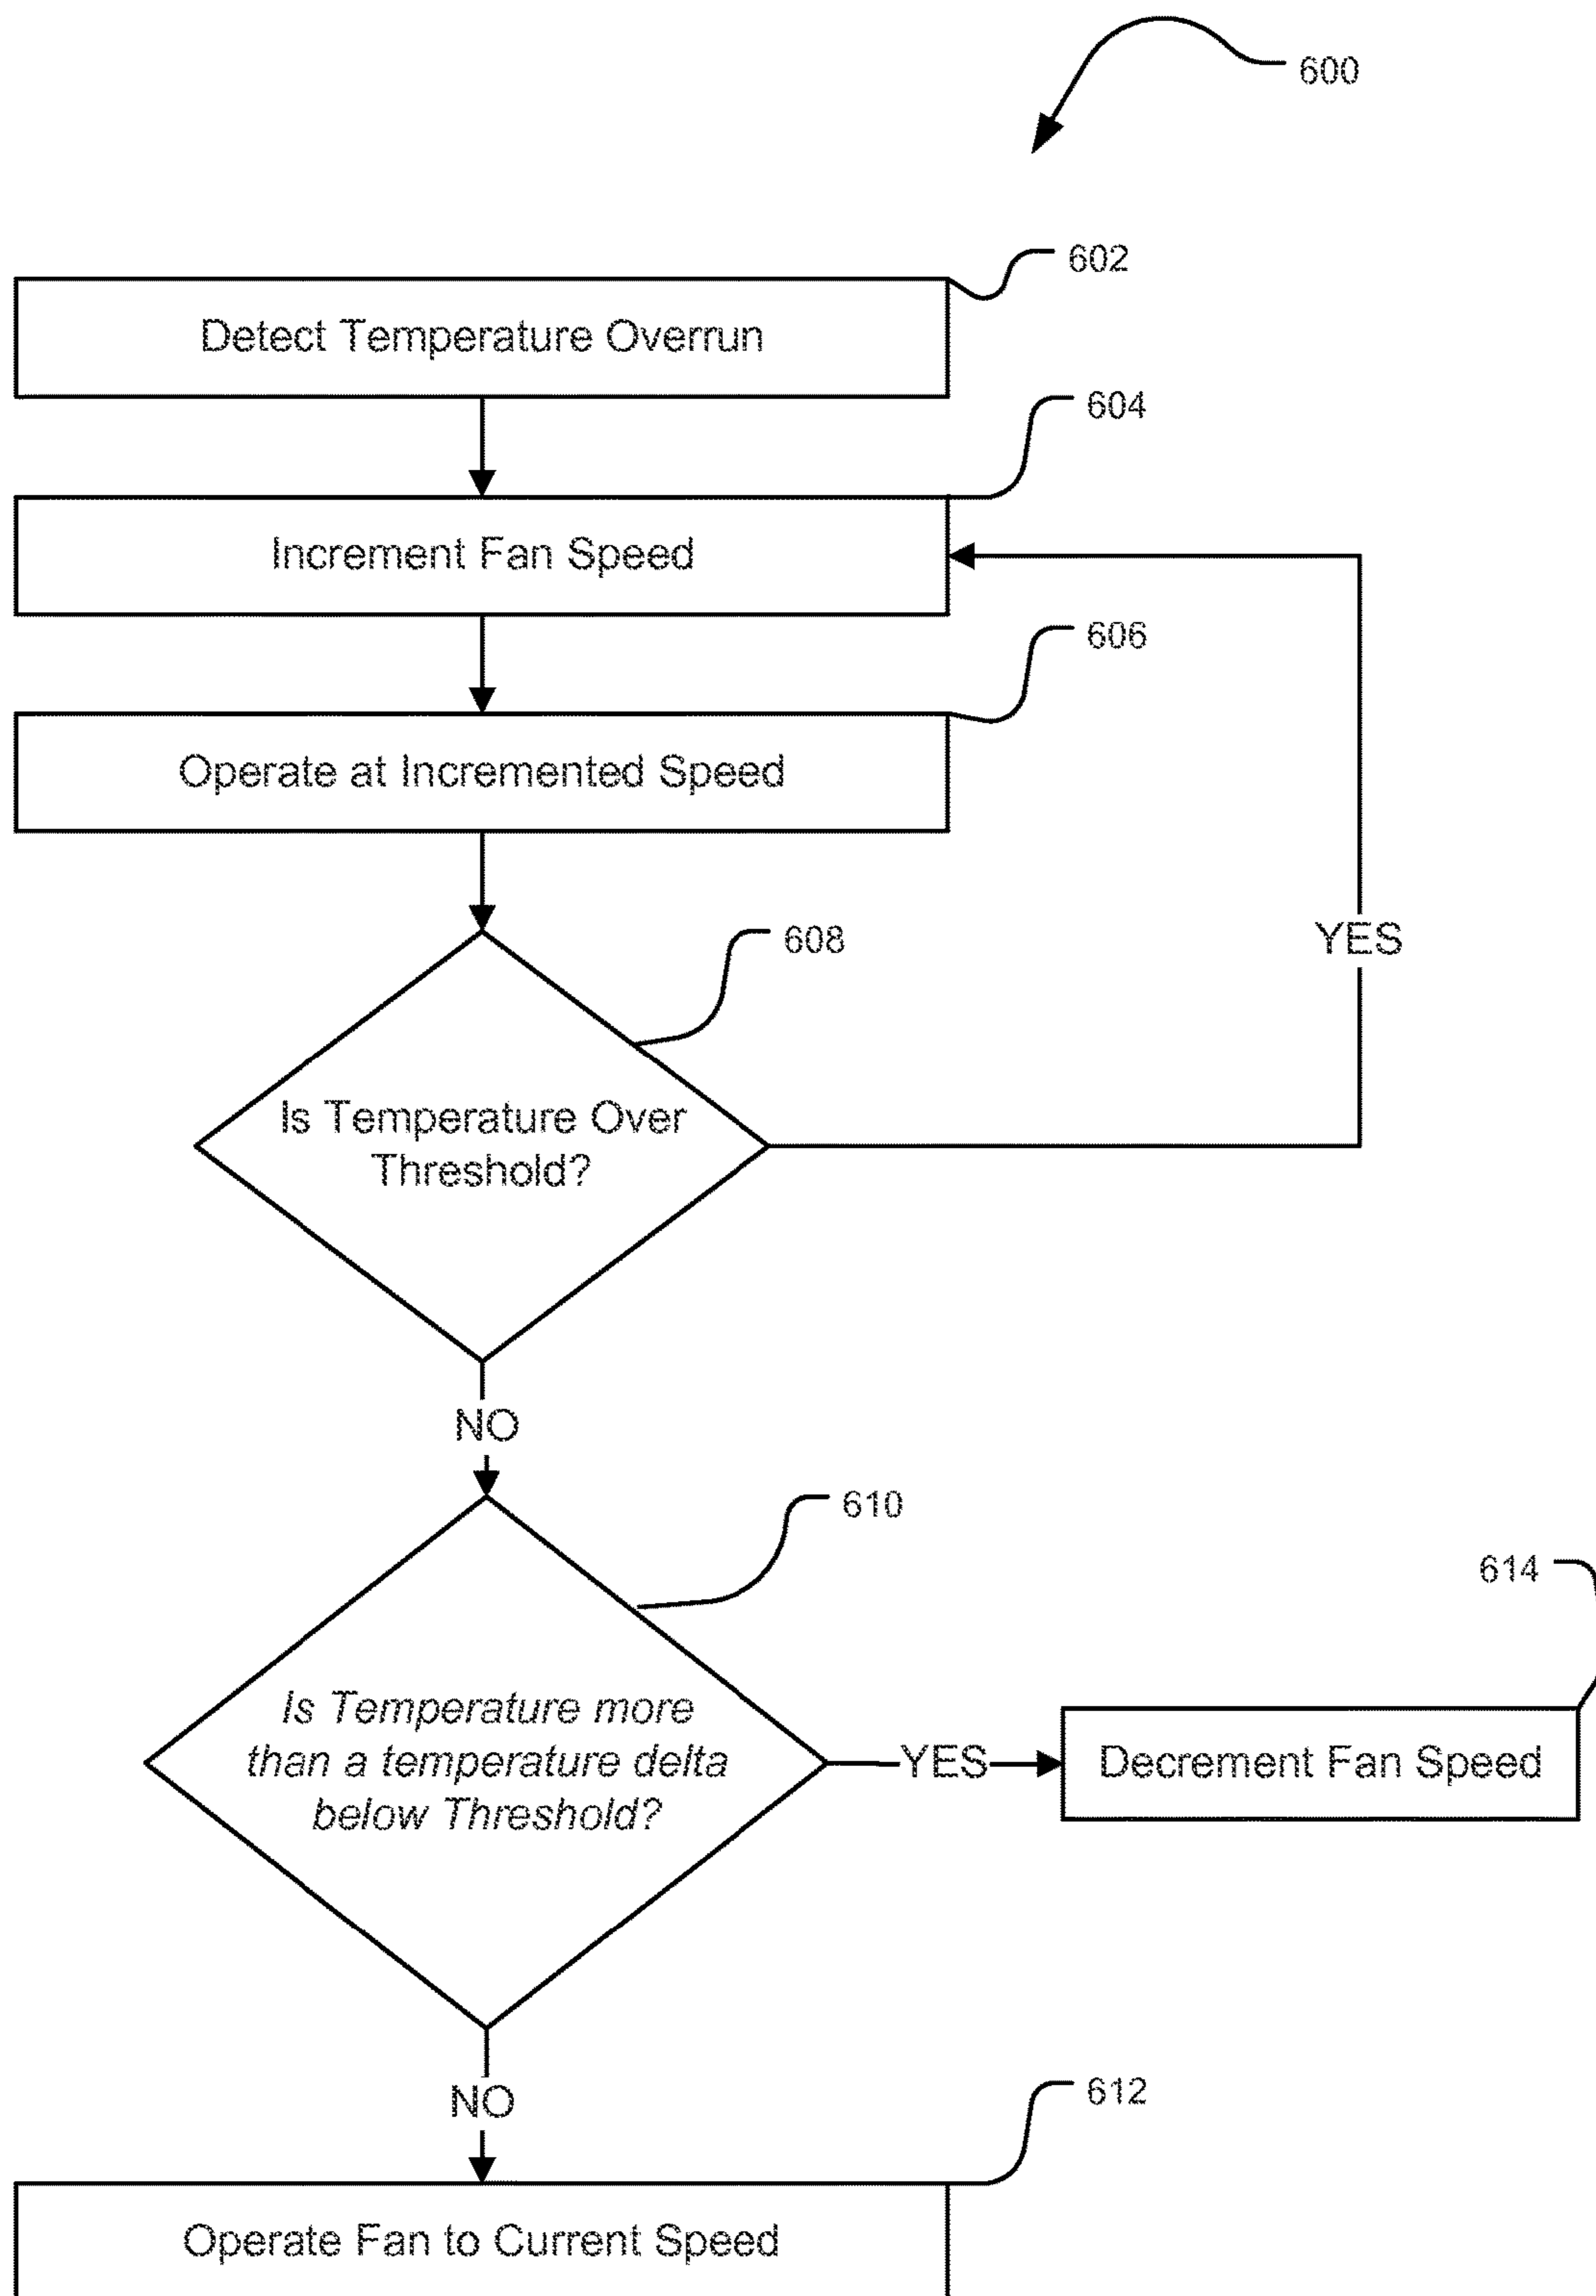 600
602
Detect Temperature Overrun
604
Increment Fan Speed
606
Operate at Incremented Speed
608
YES
Is Temperature Over
Threshold?
NO
610
614
Is Temperature more
than a temperature delta
below Threshold?
YES
Decrement Fan Speed
NO
612
Operate Fan to Current Speed